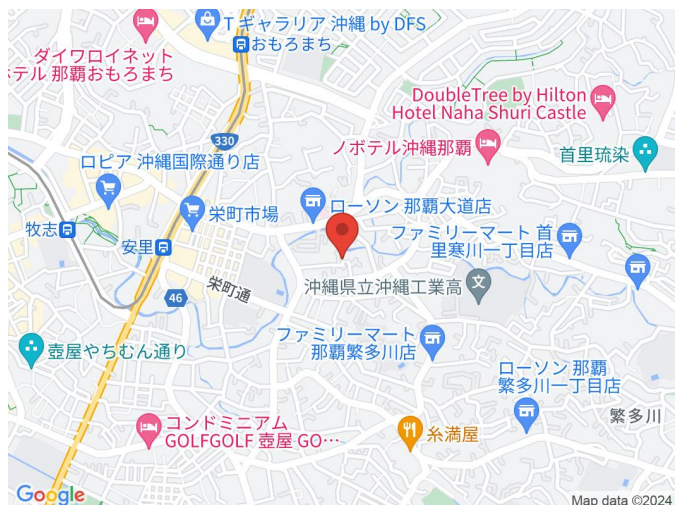 T ギャラリア 沖縄 by DFS
おもろまち
ダイワロイネット
ホテル 那覇おもろまち
DoubleTree by Hilton
Hotel Naha Shuri Castle
330
ノボテル沖縄那覇
首里琉染
ロピア 沖縄国際通り店
栄町市場
ローソン 那覇大道店
牧志
安里
ファミリーマート 首
里寒川一丁目店
栄町通
沖縄県立沖縄工業高
文
46
ファミリーマート
那覇繁多川店
壺屋やちむん通り
ローソン 那覇
繁多川一丁目店
コンドミニアム
GOLFGOLF 壺屋 GO…
糸満屋
繁多川
Google
Map data ©2024